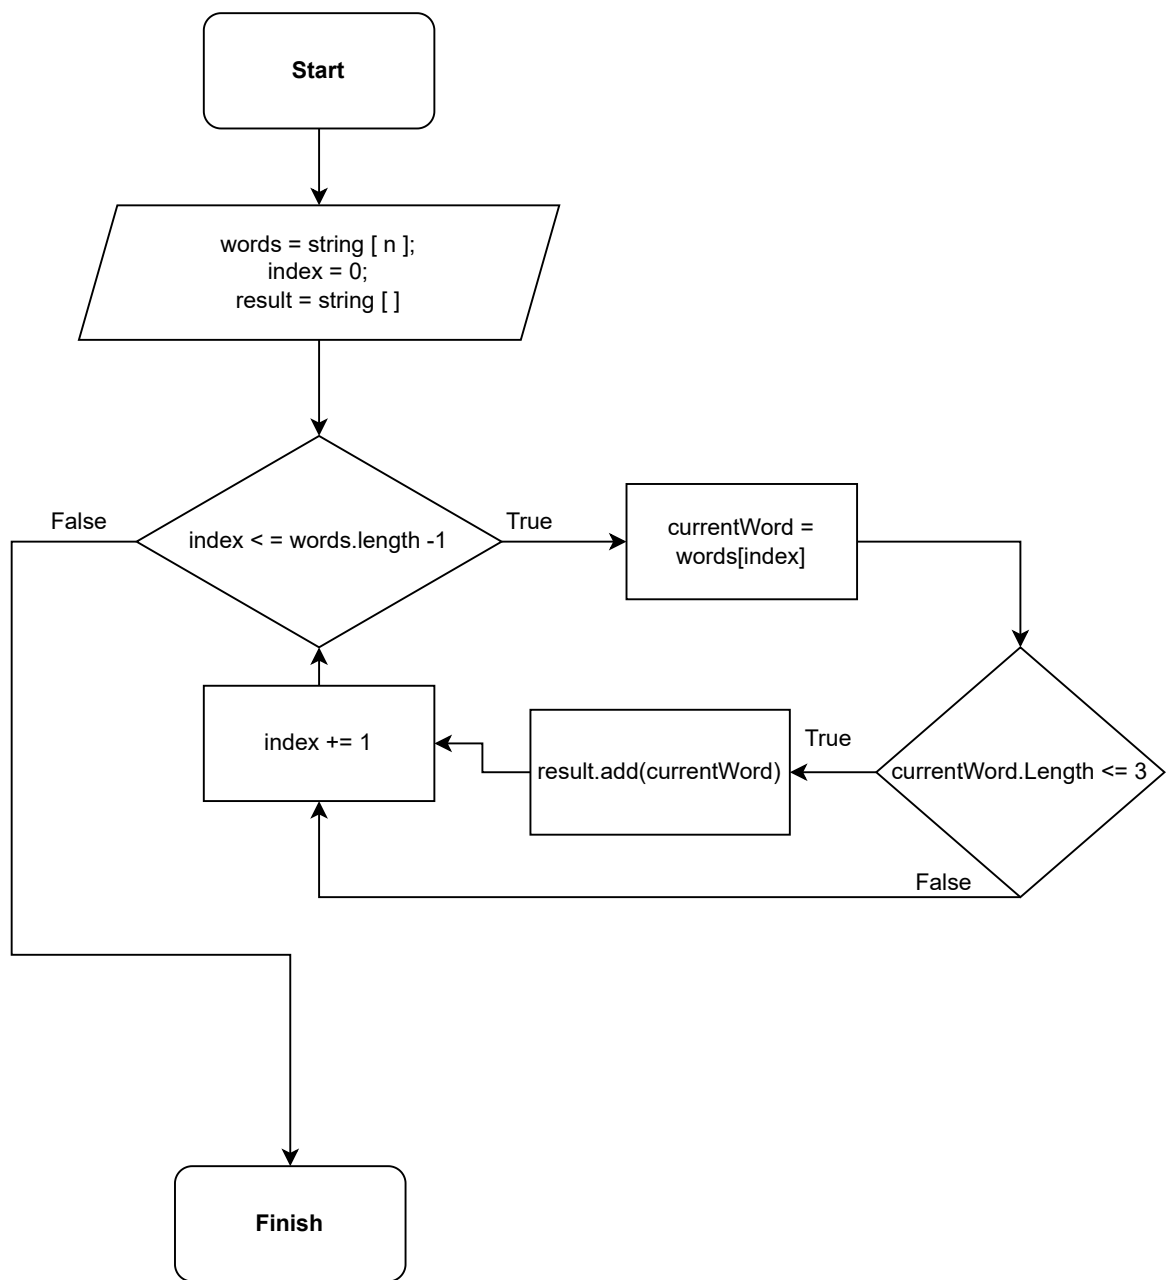 Start
words = string [ n ];
index = 0;
result = string [ ]
False
index < = words.length -1
True
currentWord =
words[index]
index += 1
result.add(currentWord)
True
currentWord.Length <= 3
False
Finish